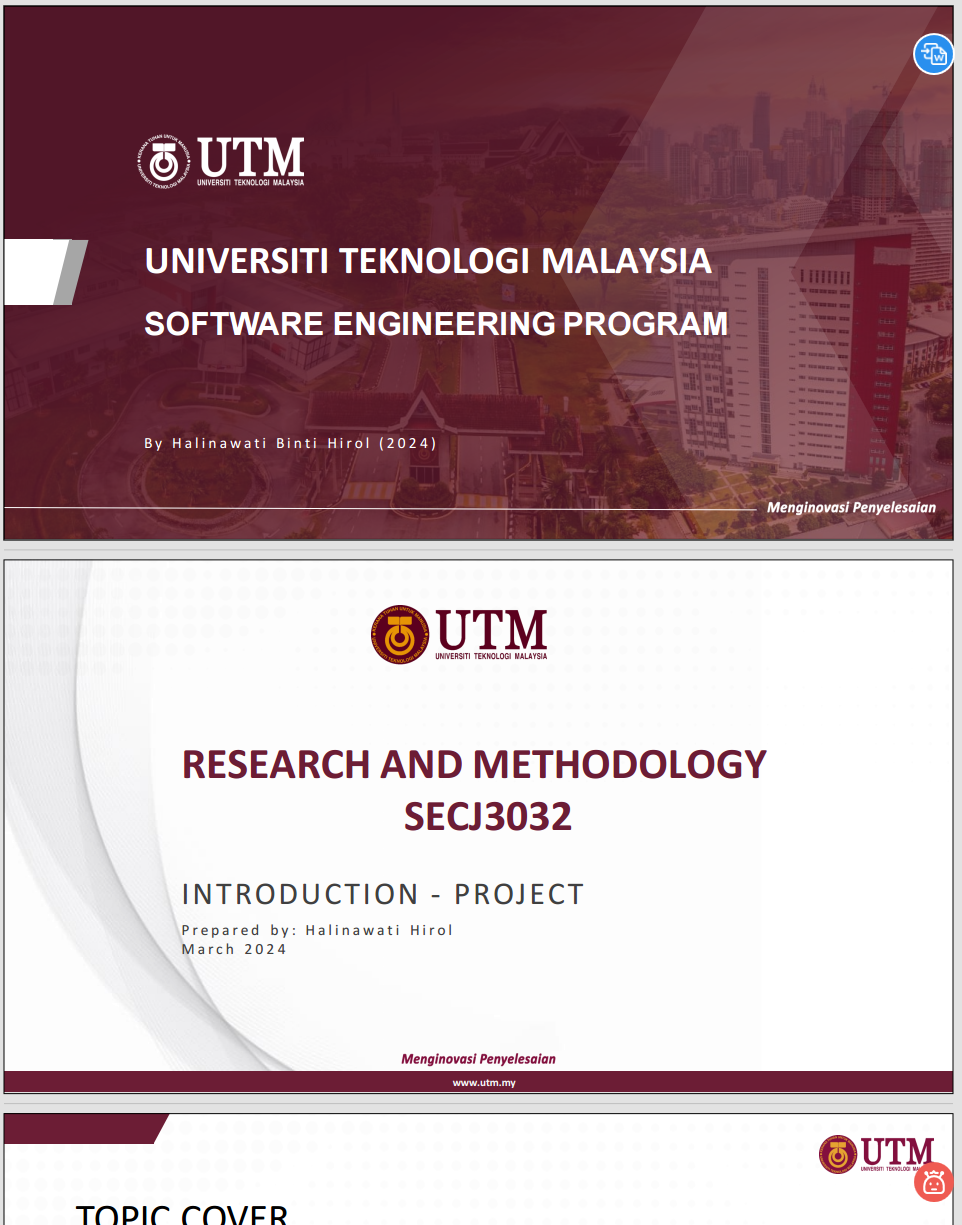 UTM
UNIVERSITI TEKNOLOGI MALAYSIA
UNIVERSITI TEKNOLOGI MALAYSIA
SOFTWARE ENGINEERING PROGRAM
By Halinawati Binti Hirol (2024)
Menginovasi Penyelesaian
UTM
UNIVERSITI TEKNOLOGI MALAYSIA
RESEARCH AND METHODOLOGY
SECJ3032
INTRODUCTION - PROJECT
Prepared by: Halinawati Hirol
March 2024
Menginovasi Penyelesaian
www.utm.my
UTM
UNIVERSITI TEKNOLOGI
TOPIC COVER